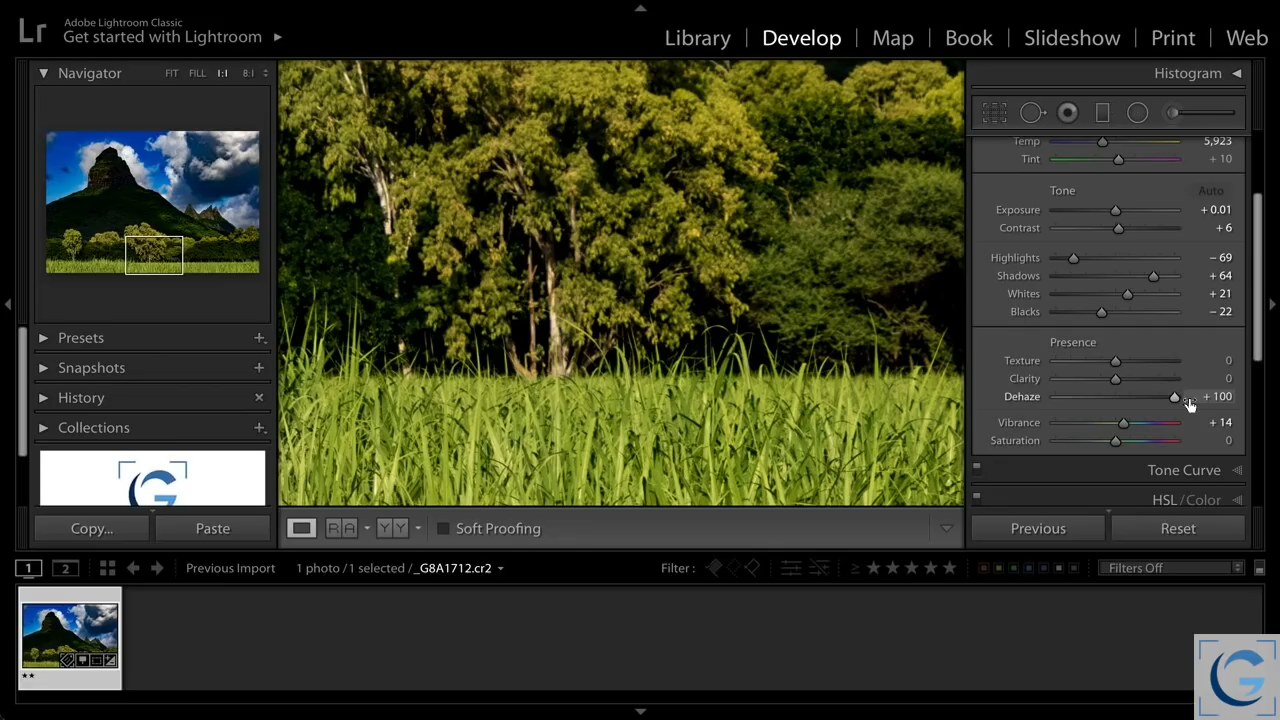 Lr
Adobe Lightroom Classic
Get started with Lightroom
Library | Develop | Map | Book | Slideshow | Print | Web
Navigator FIT FILL 1:1 8:1
Histogram
Temp 5,923
Tint + 10
Tone Auto
Exposure + 0.01
Contrast + 6
Highlights − 69
Shadows + 64
Whites + 21
Blacks − 22
Presence
Texture 0
Clarity 0
Dehaze + 100
Vibrance + 14
Saturation 0
Tone Curve
HSL / Color
Presets
Snapshots
History
Collections
Copy... Paste
R A Y Y Soft Proofing
Previous Reset
1 2 Previous Import 1 photo / 1 selected / _G8A1712.cr2 Filter : Filters Off